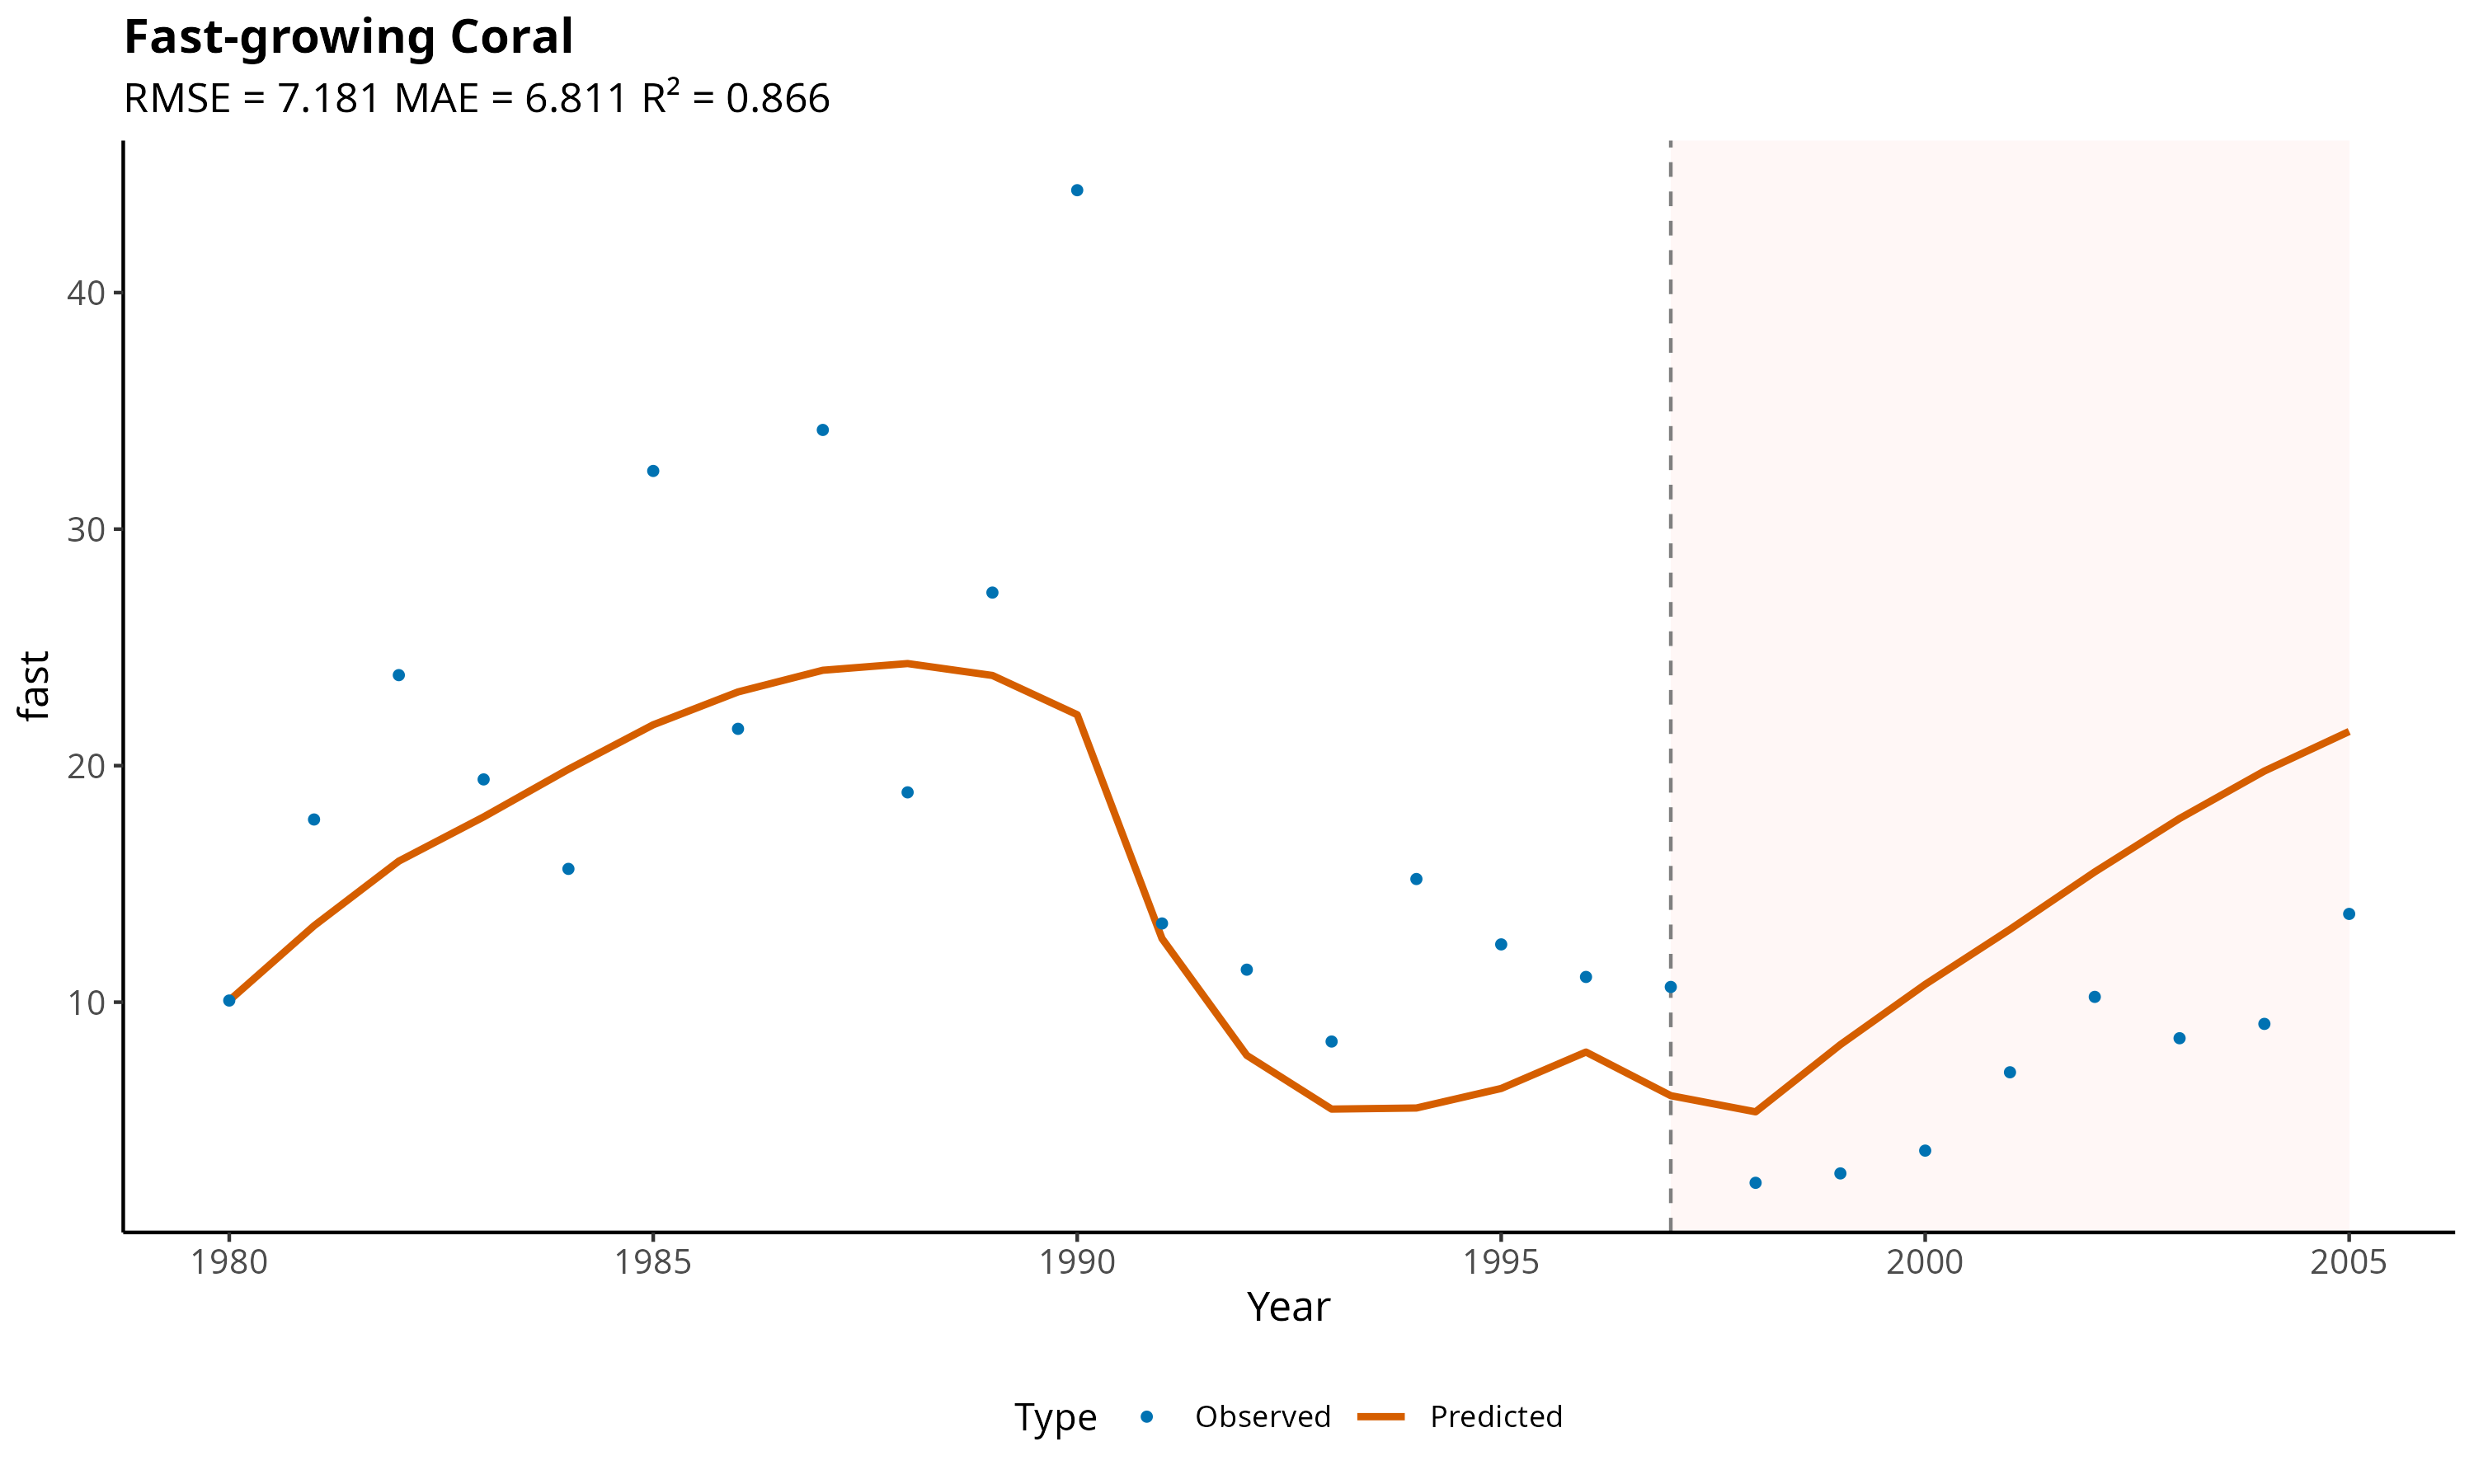 Fast-growing Coral
RMSE = 7.181 MAE = 6.811 R² = 0.866
fast
40
30
20
10
1980 1985 1990 1995 2000 2005
Year
Type Observed Predicted